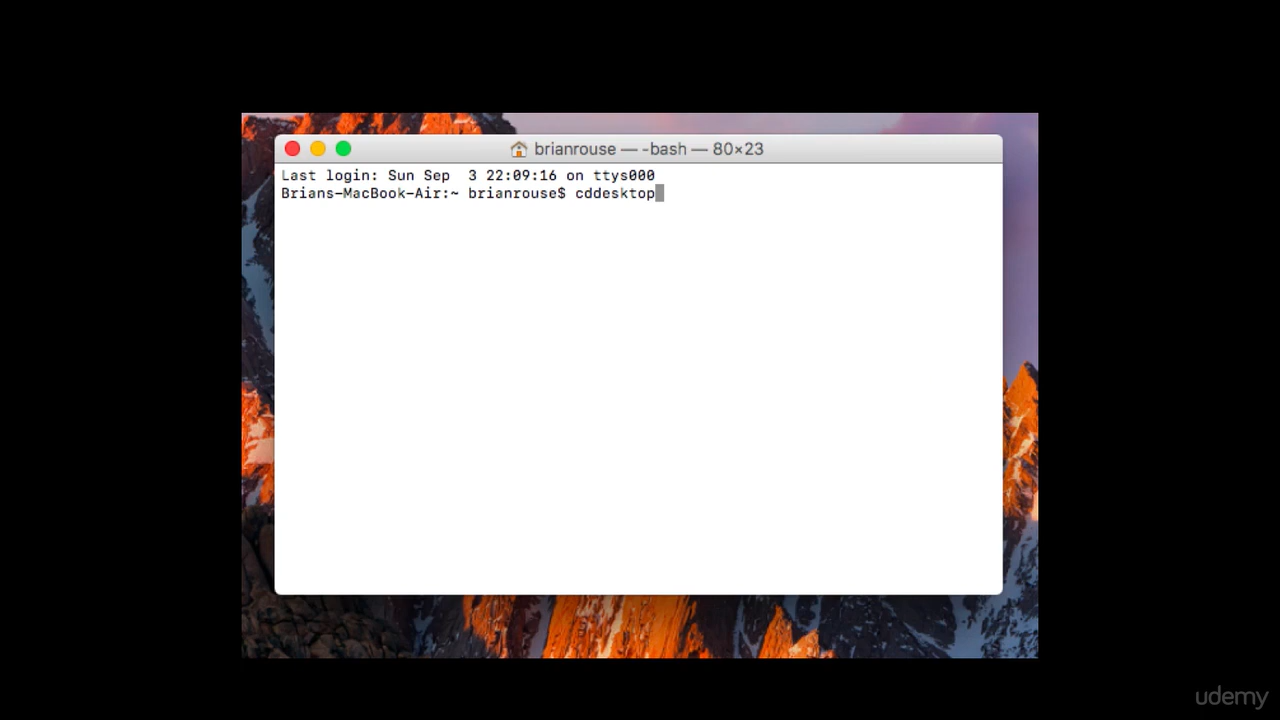 brianrouse — -bash — 80×23
Last login: Sun Sep  3 22:09:16 on ttys000
Brians-MacBook-Air:~ brianrouse$ cddesktop
udemy